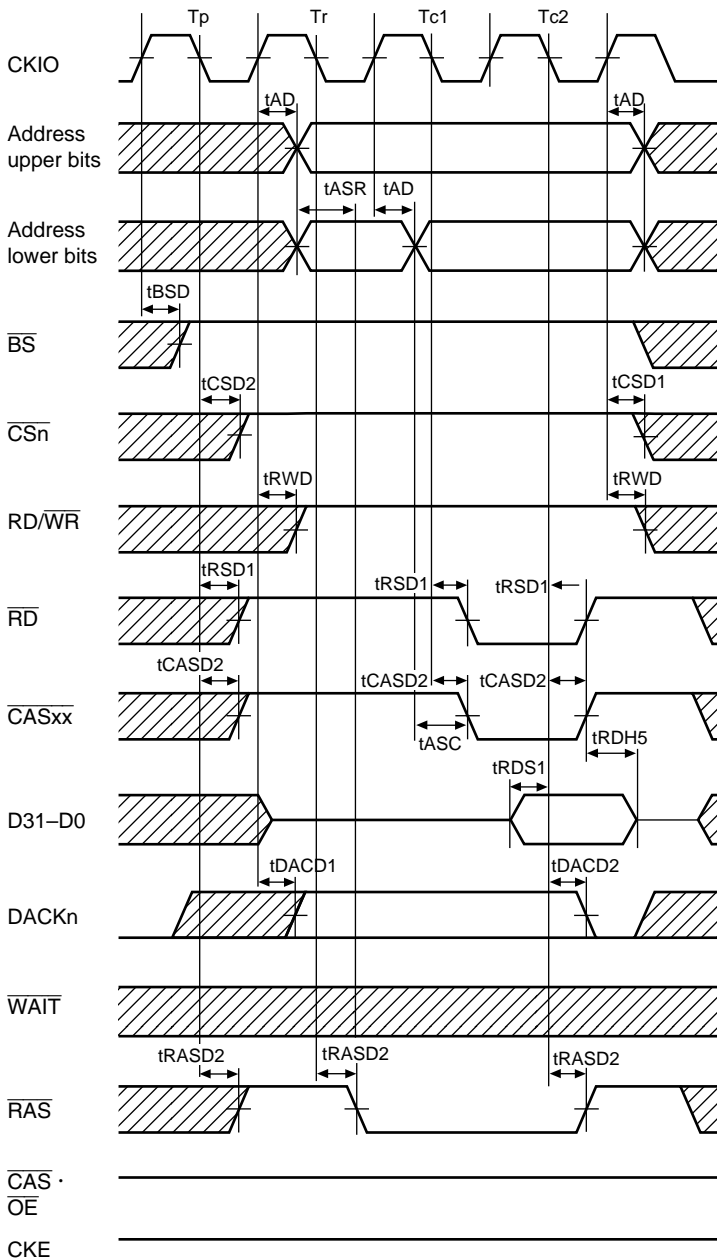 Tp Tr Tc1 Tc2
CKIO
tAD tAD
Address
upper bits
tASR tAD
Address
lower bits
tBSD
BS
tCSD2 tCSD1
CSn
tRWD tRWD
RD/WR
tRSD1 tRSD1 tRSD1
RD
tCASD2 tCASD2 tCASD2
CASxx
tASC tRDH5
tRDS1
D31–D0
tDACD1 tDACD2
DACKn
WAIT
tRASD2 tRASD2 tRASD2
RAS
CAS ·
OE
CKE